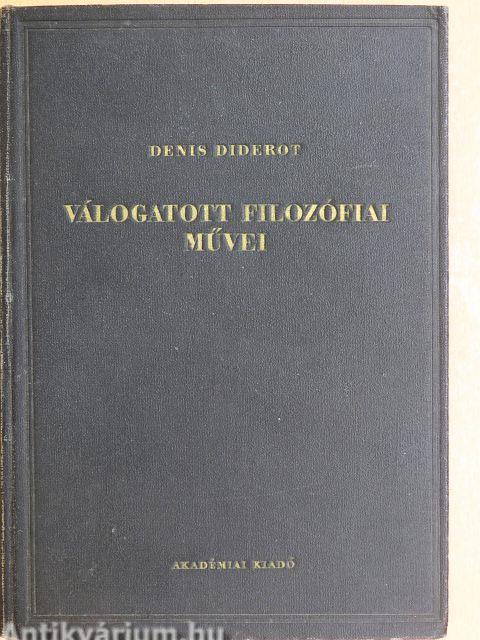 DENIS DIDEROT
VÁLOGATOTT FILOZÓFIAI
MŰVEI
AKADÉMIAI KIADÓ
Antikvárium.hu